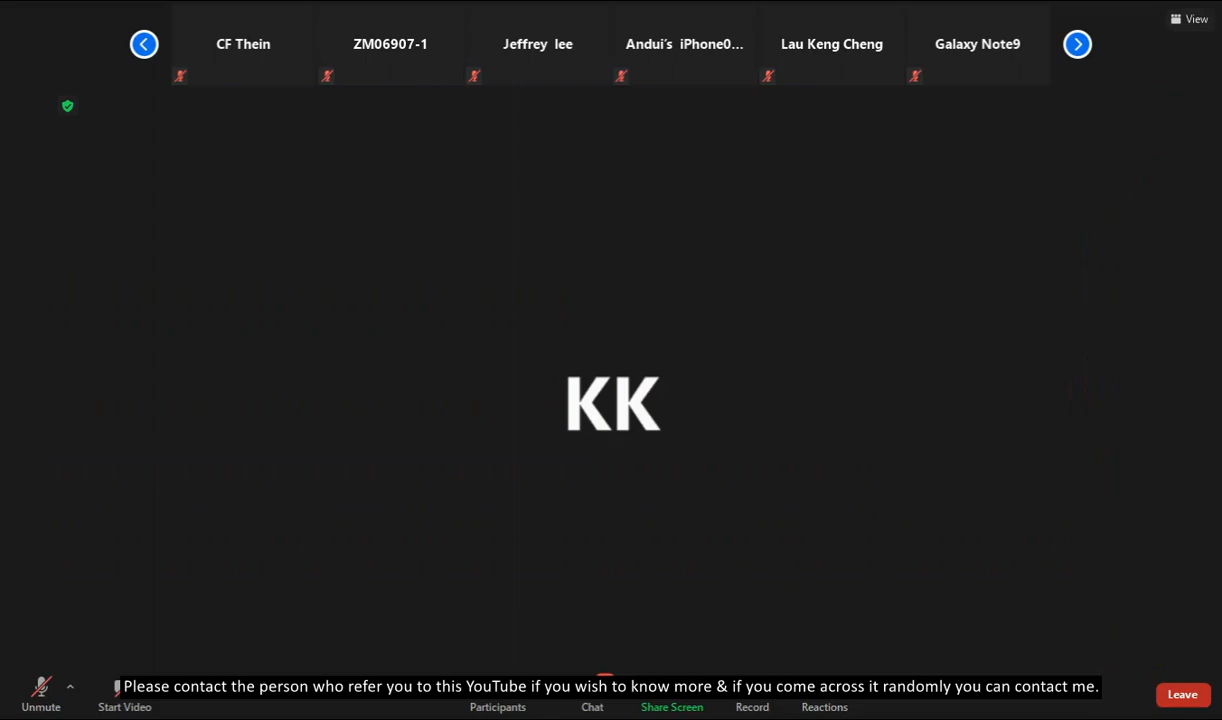 View
CF Thein
ZM06907-1
Jeffrey lee
Andui's iPhone0...
Lau Keng Cheng
Galaxy Note9
KK
Please contact the person who refer you to this YouTube if you wish to know more & if you come across it randomly you can contact me.
Unmute
Start Video
Participants
Chat
Share Screen
Record
Reactions
Leave